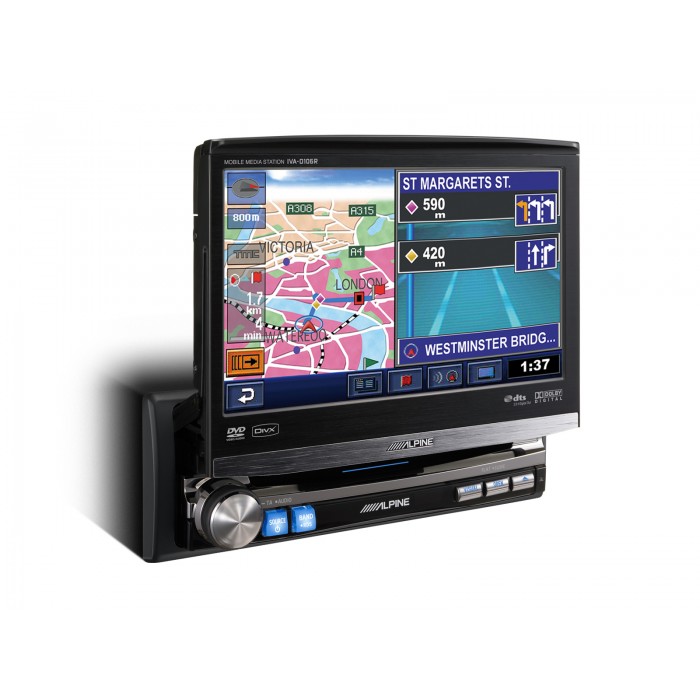 MOBILE MEDIA STATION IVA-D106R
ST MARGARETS ST.
590
m
800m
A308
A315
VICTORIA
A4
420
m
LONDON
1.7
km
4
min
WATERLOO
WESTMINSTER BRIDG...
1:37
dts
DOLBY
DIGITAL
DVD
DIVX
ALPINE
AUDIO
ALPINE
SOURCE
BAND